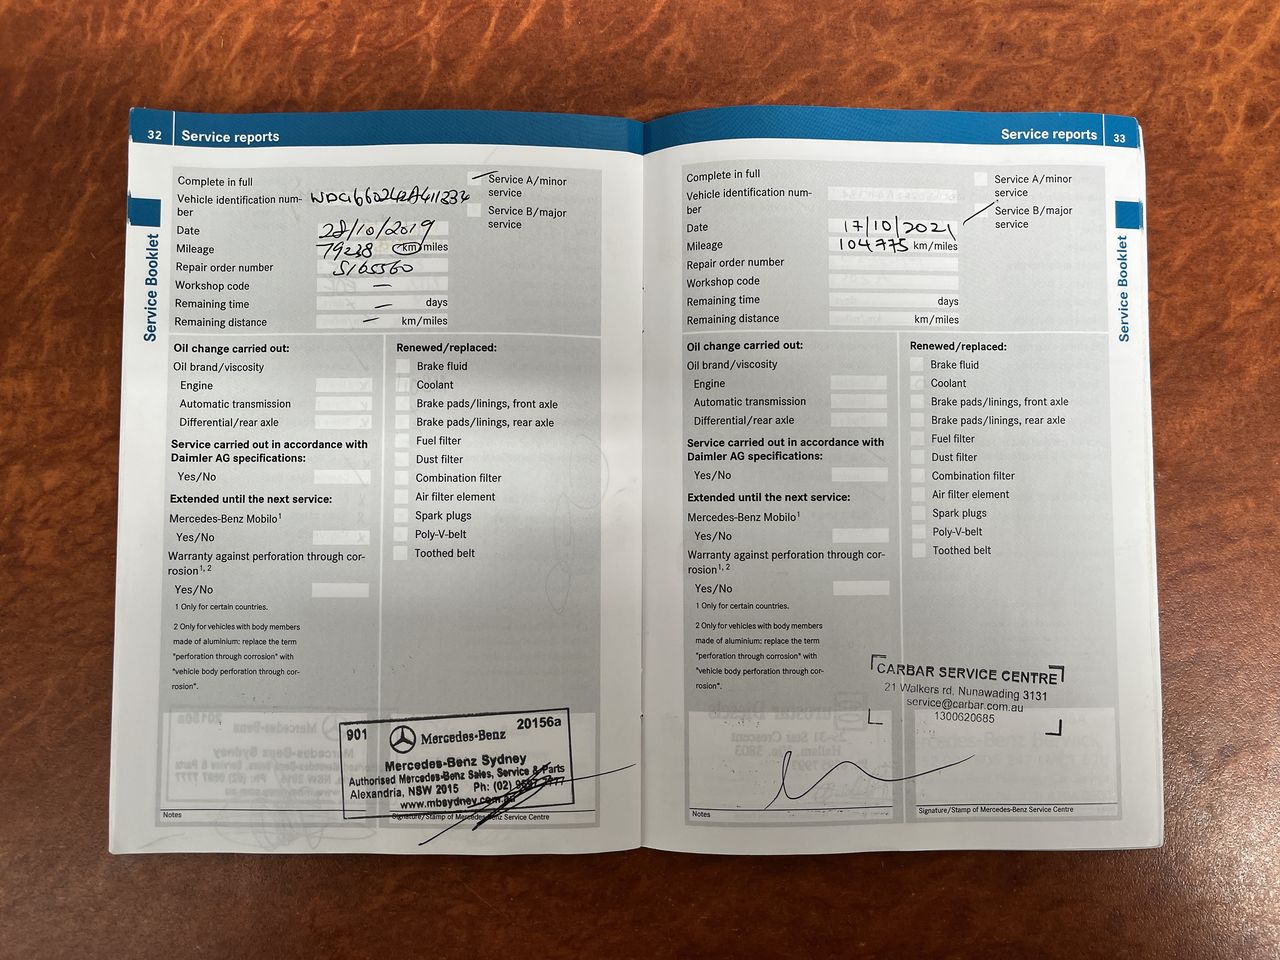 32 Service reports
Complete in full
Service A/minor
service
Vehicle identification num-
ber
WDC1660242A411234
Service B/major
service
Date 28/10/2019
Mileage 79238 km/miles
Repair order number S165560
Workshop code —
Remaining time — days
Remaining distance — km/miles
Service Booklet
Oil change carried out:
Oil brand/viscosity
Engine
Automatic transmission
Differential/rear axle
Service carried out in accordance with
Daimler AG specifications:
Yes/No
Extended until the next service:
Mercedes-Benz Mobilo1
Yes/No
Warranty against perforation through cor-
rosion1, 2
Yes/No
1 Only for certain countries.
2 Only for vehicles with body members
made of aluminium: replace the term
"perforation through corrosion" with
"vehicle body perforation through cor-
rosion".
Renewed/replaced:
Brake fluid
Coolant
Brake pads/linings, front axle
Brake pads/linings, rear axle
Fuel filter
Dust filter
Combination filter
Air filter element
Spark plugs
Poly-V-belt
Toothed belt
901 Mercedes-Benz 20156a
Mercedes-Benz Sydney
Authorised Mercedes-Benz Sales, Service & Parts
Alexandria, NSW 2015 Ph: (02)
www.mbsydney.com.au
Notes
Signature/Stamp of Mercedes-Benz Service Centre
Service reports 33
Complete in full
Service A/minor
service
Vehicle identification num-
ber
Service B/major
service
Date 17/10/2021
Mileage 104775 km/miles
Repair order number
Workshop code
Remaining time days
Remaining distance km/miles
Service Booklet
Oil change carried out:
Oil brand/viscosity
Engine
Automatic transmission
Differential/rear axle
Service carried out in accordance with
Daimler AG specifications:
Yes/No
Extended until the next service:
Mercedes-Benz Mobilo1
Yes/No
Warranty against perforation through cor-
rosion1, 2
Yes/No
1 Only for certain countries.
2 Only for vehicles with body members
made of aluminium: replace the term
"perforation through corrosion" with
"vehicle body perforation through cor-
rosion".
Renewed/replaced:
Brake fluid
Coolant
Brake pads/linings, front axle
Brake pads/linings, rear axle
Fuel filter
Dust filter
Combination filter
Air filter element
Spark plugs
Poly-V-belt
Toothed belt
CARBAR SERVICE CENTRE
21 Walkers rd, Nunawading 3131
service@carbar.com.au
1300620685
Notes
Signature/Stamp of Mercedes-Benz Service Centre